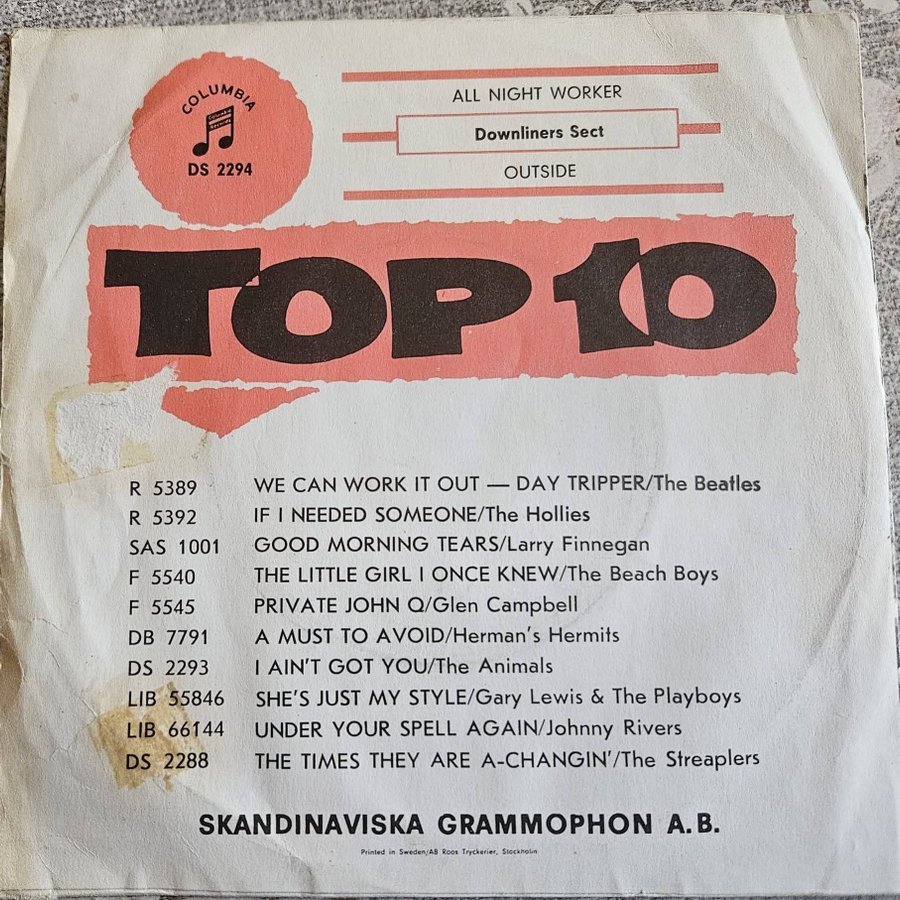 COLUMBIA
Columbia
Records
DS 2294
ALL NIGHT WORKER
Downliners Sect
OUTSIDE
TOP 10
R 5389 WE CAN WORK IT OUT — DAY TRIPPER/The Beatles
R 5392 IF I NEEDED SOMEONE/The Hollies
SAS 1001 GOOD MORNING TEARS/Larry Finnegan
F 5540 THE LITTLE GIRL I ONCE KNEW/The Beach Boys
F 5545 PRIVATE JOHN Q/Glen Campbell
DB 7791 A MUST TO AVOID/Herman's Hermits
DS 2293 I AIN'T GOT YOU/The Animals
LIB 55846 SHE'S JUST MY STYLE/Gary Lewis & The Playboys
LIB 66144 UNDER YOUR SPELL AGAIN/Johnny Rivers
DS 2288 THE TIMES THEY ARE A-CHANGIN'/The Streaplers
SKANDINAVISKA GRAMMOPHON A.B.
Printed in Sweden/AB Roos Tryckerier, Stockholm